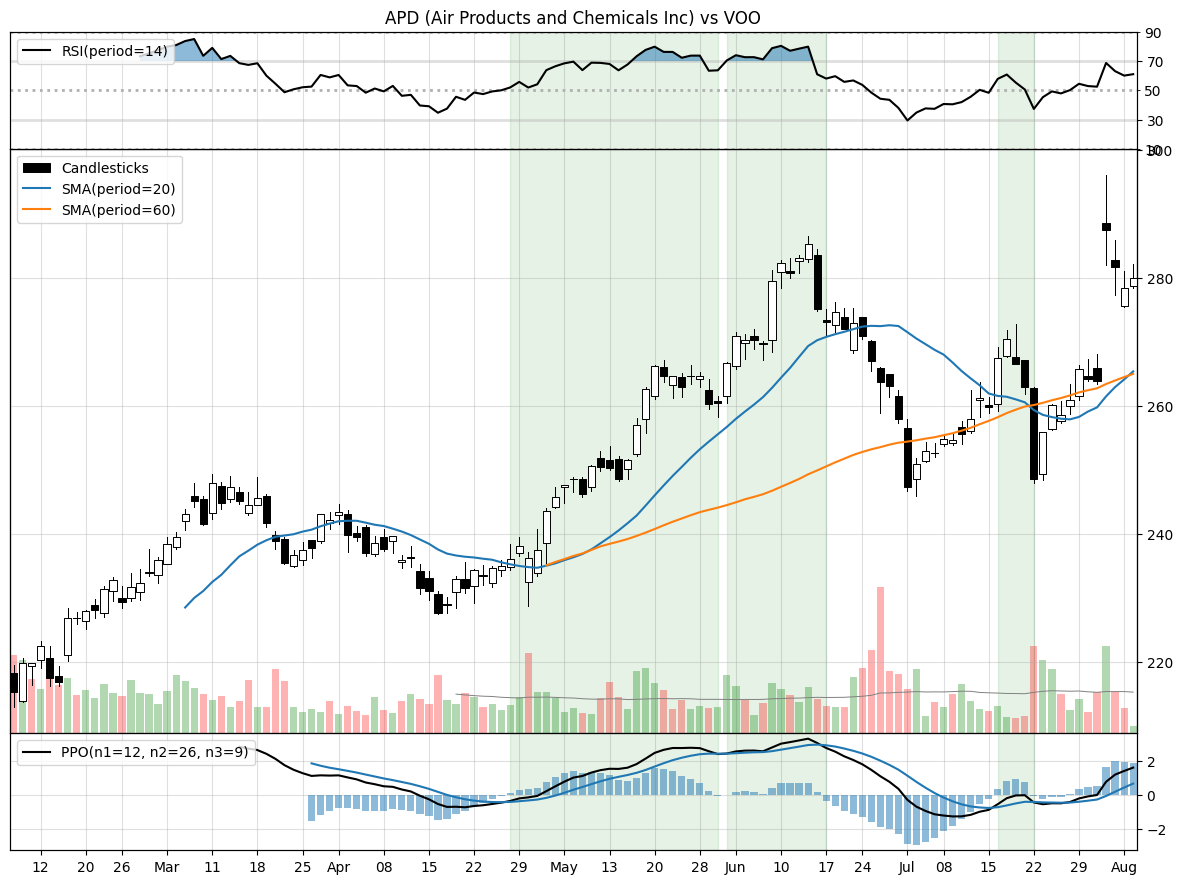 APD (Air Products and Chemicals Inc) vs VOO
RSI(period=14)
90
70
50
30
10
300
Candlesticks
SMA(period=20)
SMA(period=60)
280
260
240
220
PPO(n1=12, n2=26, n3=9)
2
0
−2
12 20 26 Mar 11 18 25 Apr 08 15 22 29 May 13 20 28 Jun 10 17 24 Jul 08 15 22 29 Aug